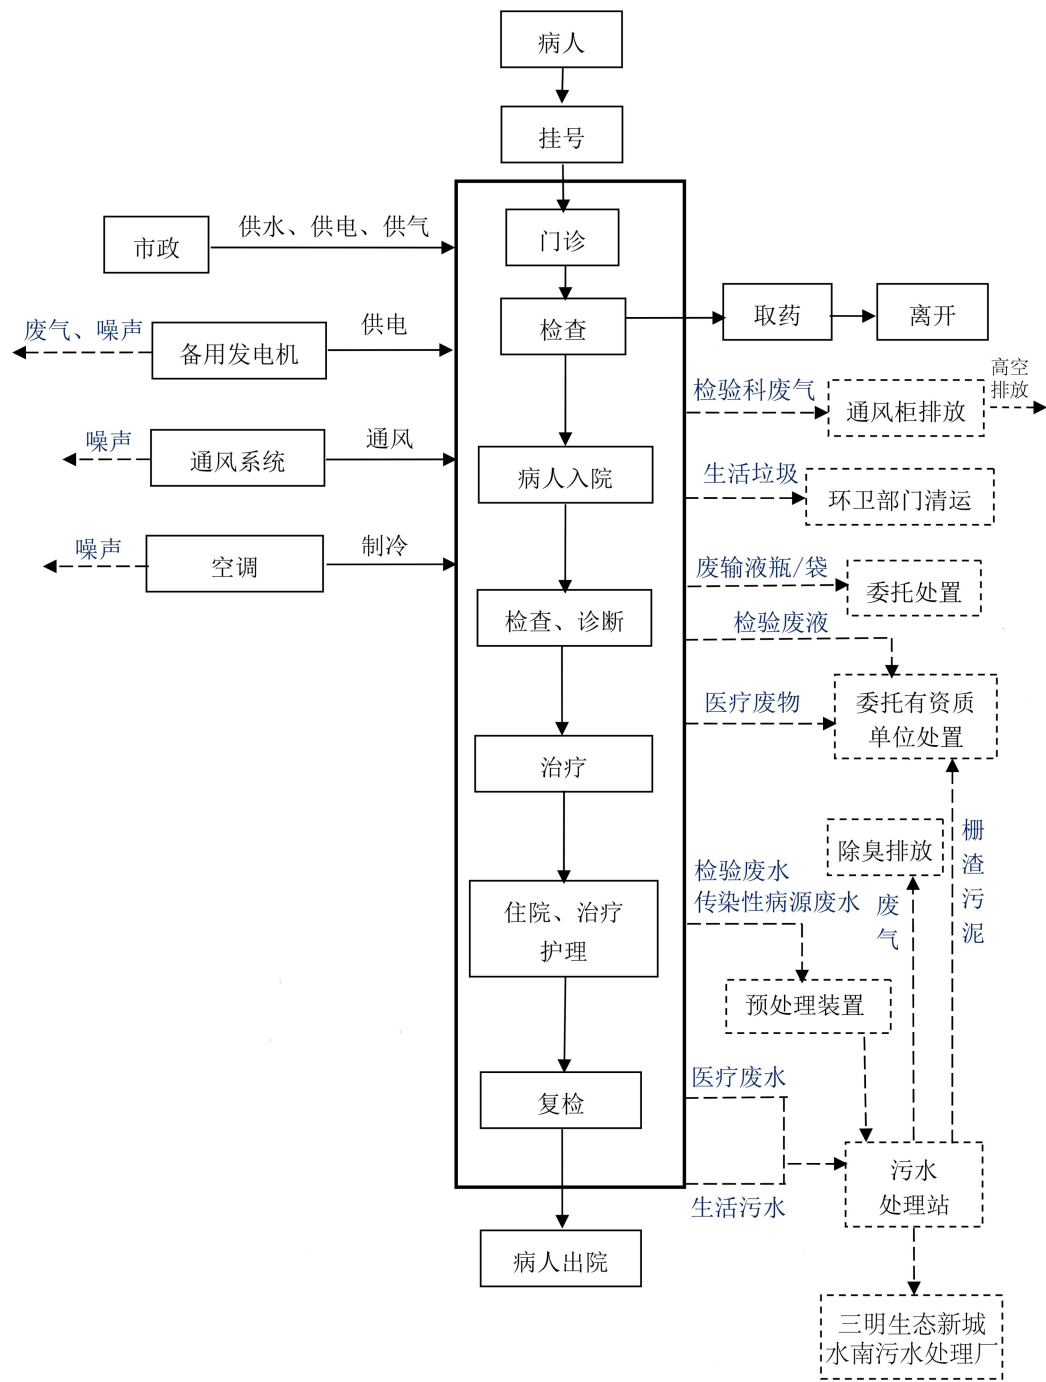 病人
挂号
供水、供电、供气
市政
门诊
废气、噪声
备用发电机
供电
检查
取药
离开
检验科废气
通风柜排放
高空
排放
噪声
通风系统
通风
病人入院
生活垃圾
环卫部门清运
噪声
空调
制冷
废输液瓶/袋
委托处置
检查、诊断
检验废液
医疗废物
委托有资质
单位处置
治疗
除臭排放
栅渣污泥
检验废水
传染性病源废水
废气
住院、治疗
护理
预处理装置
医疗废水
复检
生活污水
污水
处理站
病人出院
三明生态新城
水南污水处理厂